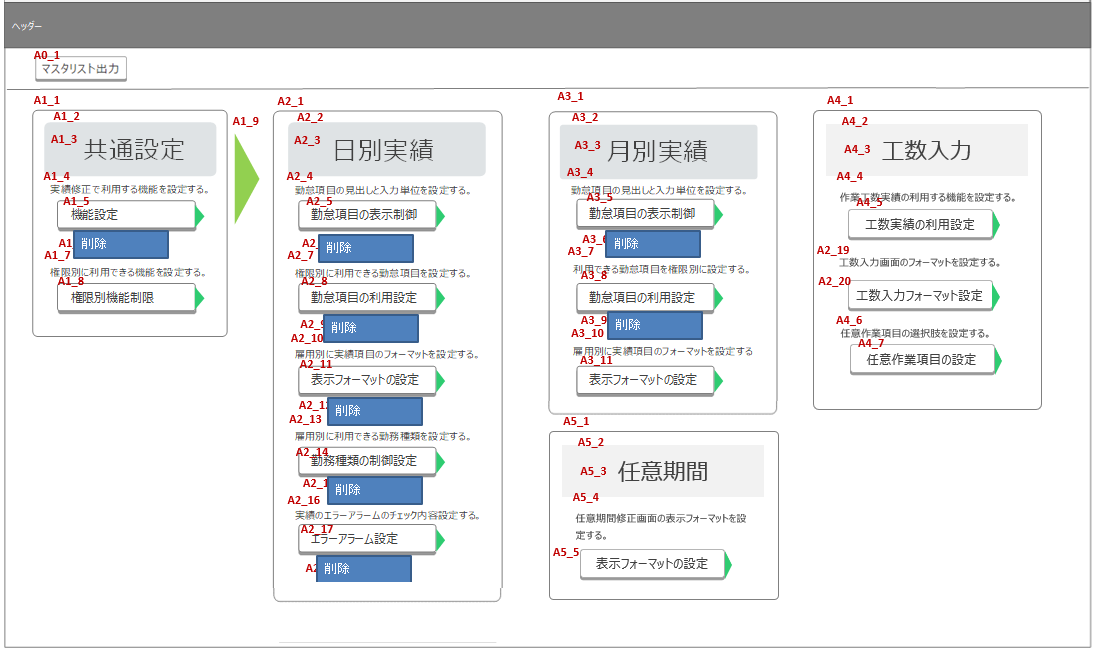 ヘッダー
A0_1
マスタリスト出力
A1_1
A1_2
A1_3
共通設定
A1_4
実績修正で利用する機能を設定する。
A1_5
機能設定
削除
A1_7
権限別に利用できる機能を設定する。
A1_8
権限別機能制限
A1_9
A2_1
A2_2
A2_3
日別実績
A2_4
勤怠項目の見出しと入力単位を設定する。
A2_5
勤怠項目の表示制御
削除
A2_7
権限別に利用できる勤怠項目を設定する。
A2_8
勤怠項目の利用設定
A2_9
削除
A2_10
雇用別に実績項目のフォーマットを設定する。
A2_11
表示フォーマットの設定
A2_12
削除
A2_13
雇用別に利用できる勤務種類を設定する。
A2_14
勤務種類の制御設定
A2_1
削除
A2_16
実績のエラーアラームのチェック内容設定する。
A2_17
エラーアラーム設定
A2
削除
A3_1
A3_2
A3_3
月別実績
A3_4
勤怠項目の見出しと入力単位を設定する。
A3_5
勤怠項目の表示制御
A3_6
削除
A3_7
利用できる勤怠項目を権限別に設定する。
A3_8
勤怠項目の利用設定
A3_9
削除
A3_10
雇用別に実績項目のフォーマットを設定する
A3_11
表示フォーマットの設定
A5_1
A5_2
A5_3
任意期間
A5_4
任意期間修正画面の表示フォーマットを設
定する。
A5_5
表示フォーマットの設定
A4_1
A4_2
A4_3
工数入力
A4_4
作業工数実績の利用する機能を設定する。
A4_5
工数実績の利用設定
A2_19
工数入力画面のフォーマットを設定する。
A2_20
工数入力フォーマット設定
A4_6
任意作業項目の選択肢を設定する。
A4_7
任意作業項目の設定